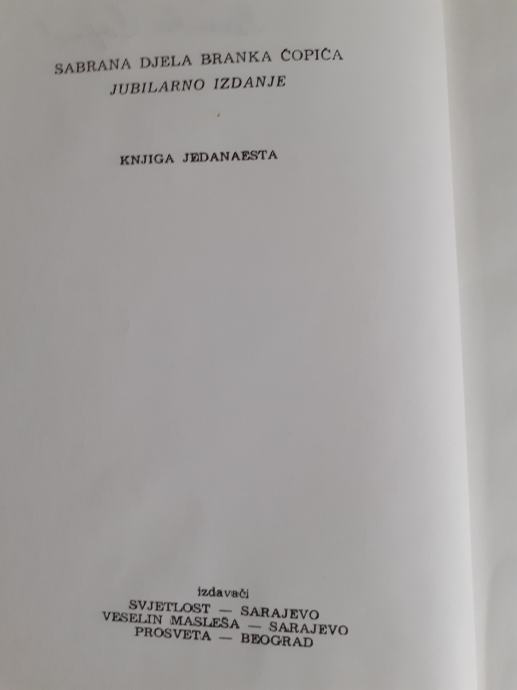 SABRANA DJELA BRANKA ĆOPIĆA
JUBILARNO IZDANJE
KNJIGA JEDANAESTA
izdavači
SVJETLOST — SARAJEVO
VESELIN MASLEŠA — SARAJEVO
PROSVETA — BEOGRAD